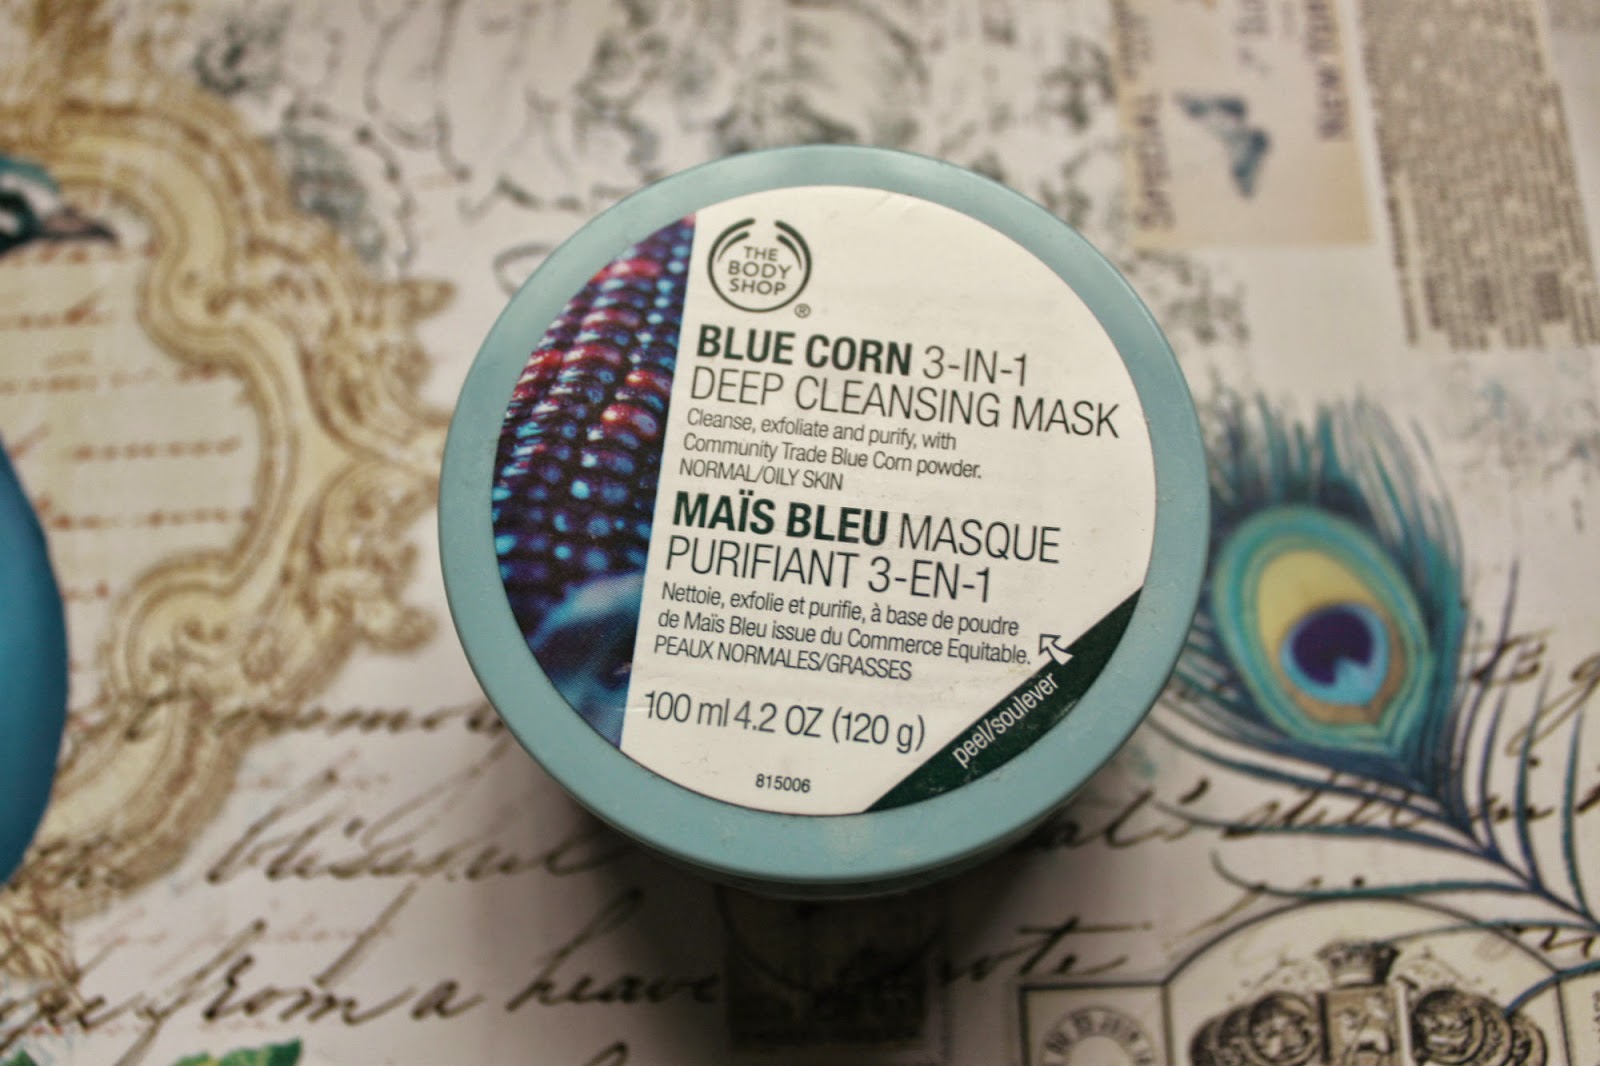 THE
BODY
SHOP
®
BLUE CORN 3-IN-1
DEEP CLEANSING MASK
Cleanse, exfoliate and purify, with
Community Trade Blue Corn powder.
NORMAL/OILY SKIN
MAÏS BLEU MASQUE
PURIFIANT 3-EN-1
Nettoie, exfolie et purifie, à base de poudre
de Maïs Bleu issue du Commerce Equitable.
PEAUX NORMALES/GRASSES
100 ml 4.2 OZ (120 g)
peel/soulever
815006
from a